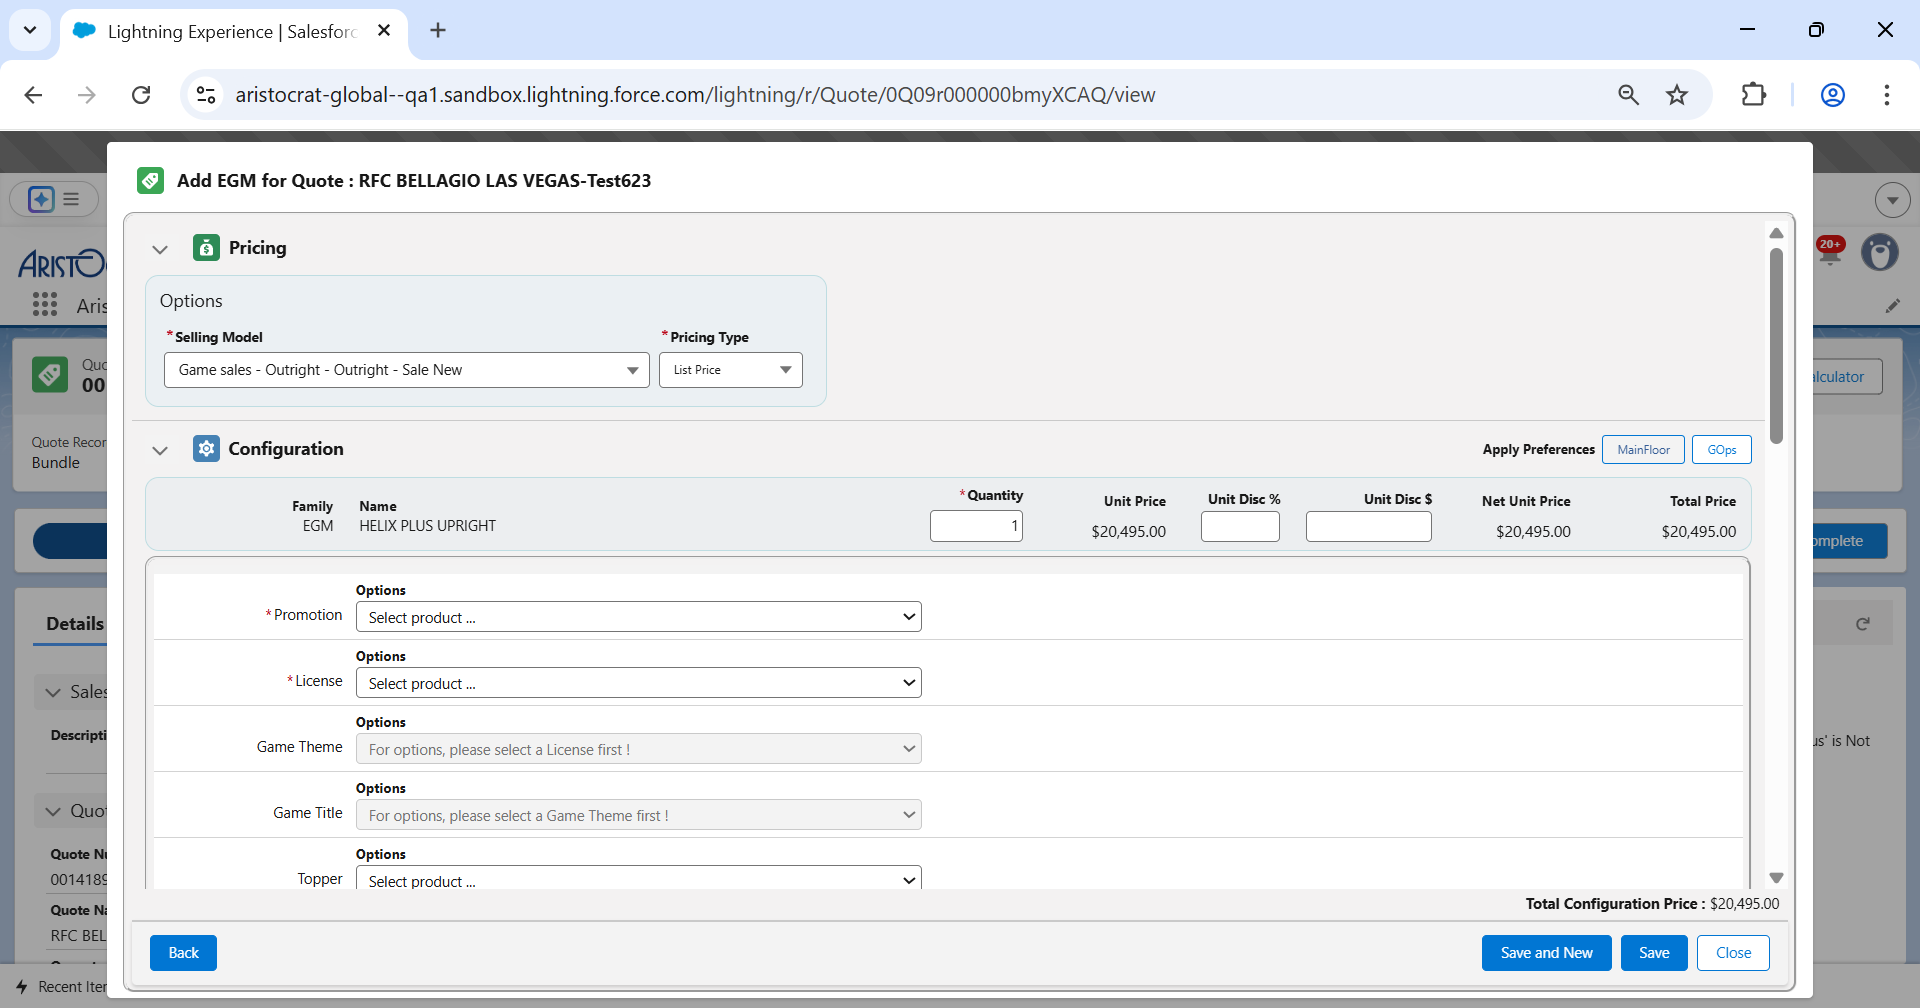 Lightning Experience | Salesforc
aristocrat-global--qa1.sandbox.lightning.force.com/lightning/r/Quote/0Q09r000000bmyXCAQ/view
Add EGM for Quote : RFC BELLAGIO LAS VEGAS-Test623
Pricing
Options
*Selling Model
*Pricing Type
Game sales - Outright - Outright - Sale New
List Price
Configuration
Apply Preferences
MainFloor
GOps
Family
Name
*Quantity
Unit Price
Unit Disc %
Unit Disc $
Net Unit Price
Total Price
EGM
HELIX PLUS UPRIGHT
1
$20,495.00
$20,495.00
$20,495.00
Options
*Promotion
Select product ...
Options
*License
Select product ...
Options
Game Theme
For options, please select a License first !
Options
Game Title
For options, please select a Game Theme first !
Options
Topper
Select product ...
Total Configuration Price : $20,495.00
Back
Save and New
Save
Close
ARISTO
Aris
20+
Quo
00
alculator
Quote Recor
Bundle
omplete
Details
Sales
Descripti
us' is Not
Quot
Quote Nu
0014189
Quote Na
RFC BEL
Recent Iter